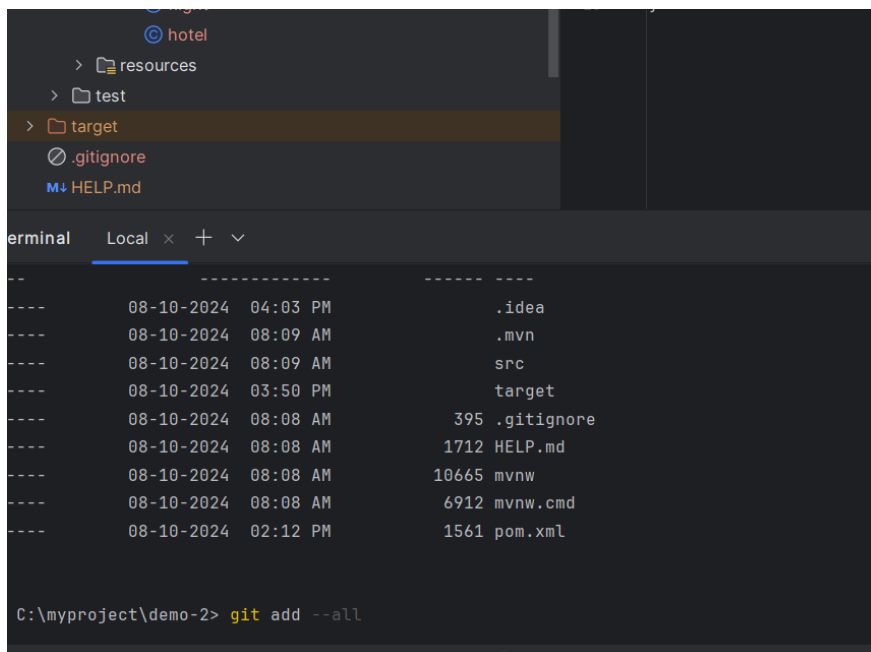 hotel
resources
test
target
.gitignore
M↓ HELP.md
erminal Local × + ⌄
-- ------------- ------ ----
---- 08-10-2024 04:03 PM .idea
---- 08-10-2024 08:09 AM .mvn
---- 08-10-2024 08:09 AM src
---- 08-10-2024 03:50 PM target
---- 08-10-2024 08:08 AM 395 .gitignore
---- 08-10-2024 08:08 AM 1712 HELP.md
---- 08-10-2024 08:08 AM 10665 mvnw
---- 08-10-2024 08:08 AM 6912 mvnw.cmd
---- 08-10-2024 02:12 PM 1561 pom.xml
C:\myproject\demo-2> git add --all